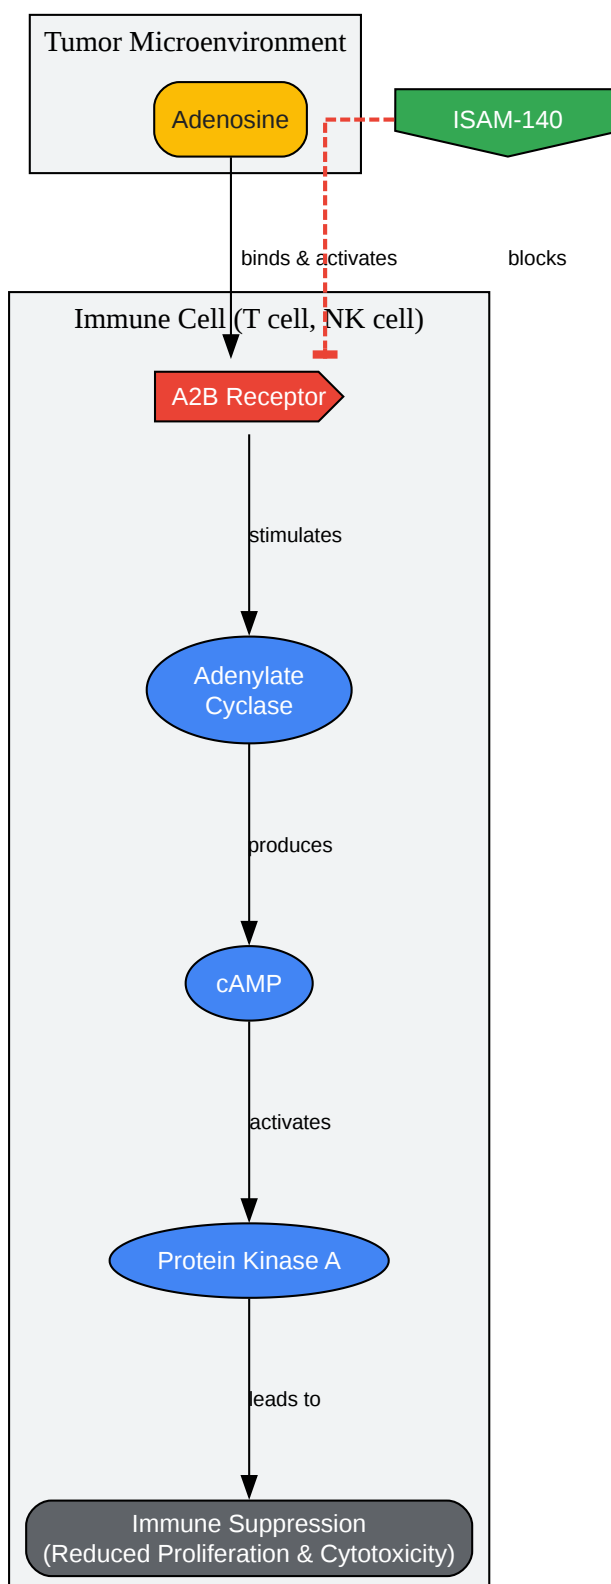 Tumor Microenvironment
Adenosine
ISAM-140
binds & activates
blocks
Immune Cell (T cell, NK cell)
A2B Receptor
stimulates
Adenylate
Cyclase
produces
cAMP
activates
Protein Kinase A
leads to
Immune Suppression
(Reduced Proliferation & Cytotoxicity)